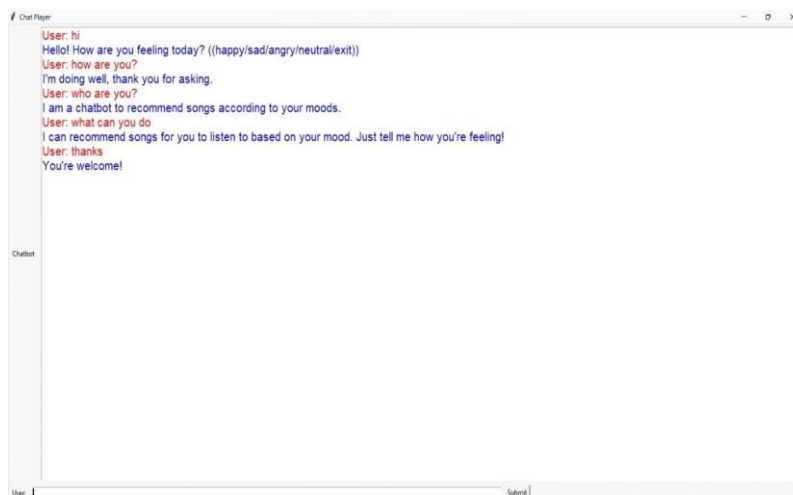 Chat Player
User: hi
Hello! How are you feeling today? ((happy/sad/angry/neutral/exit))
User: how are you?
I'm doing well, thank you for asking.
User: who are you?
I am a chatbot to recommend songs according to your moods.
User: what can you do
I can recommend songs for you to listen to based on your mood. Just tell me how you're feeling!
User: thanks
You're welcome!
Chatbot
User
Submit